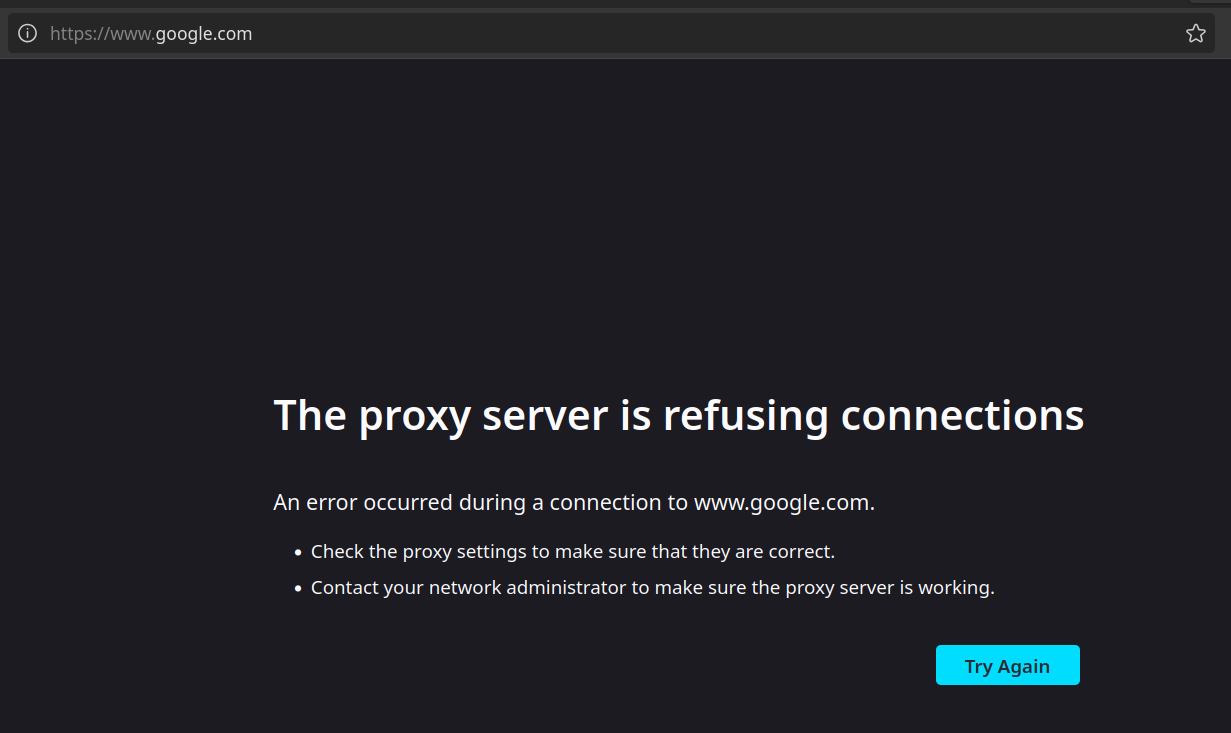 https://www.google.com
The proxy server is refusing connections
An error occurred during a connection to www.google.com.
• Check the proxy settings to make sure that they are correct.
• Contact your network administrator to make sure the proxy server is working.
Try Again